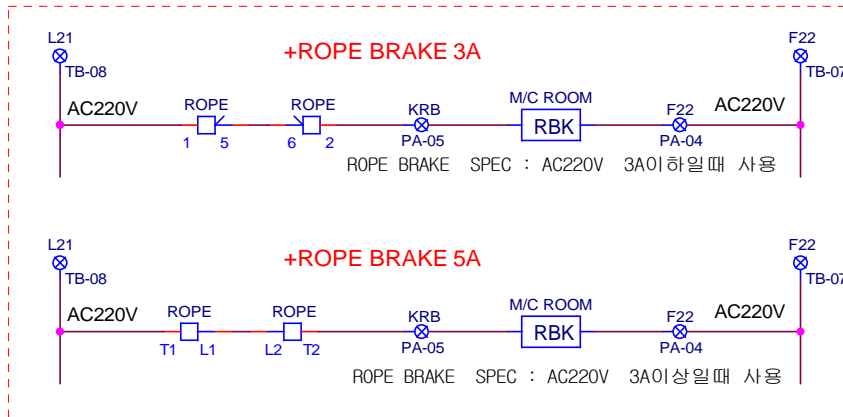 L21
F22
+ROPE BRAKE 3A
TB-08
TB-07
AC220V
ROPE
ROPE
KRB
M/C ROOM
F22
AC220V
RBK
1
5
6
2
PA-05
PA-04
ROPE BRAKE SPEC : AC220V 3A이하일때 사용
L21
F22
+ROPE BRAKE 5A
TB-08
TB-07
AC220V
ROPE
ROPE
KRB
M/C ROOM
F22
AC220V
RBK
T1
L1
L2
T2
PA-05
PA-04
ROPE BRAKE SPEC : AC220V 3A이상일때 사용